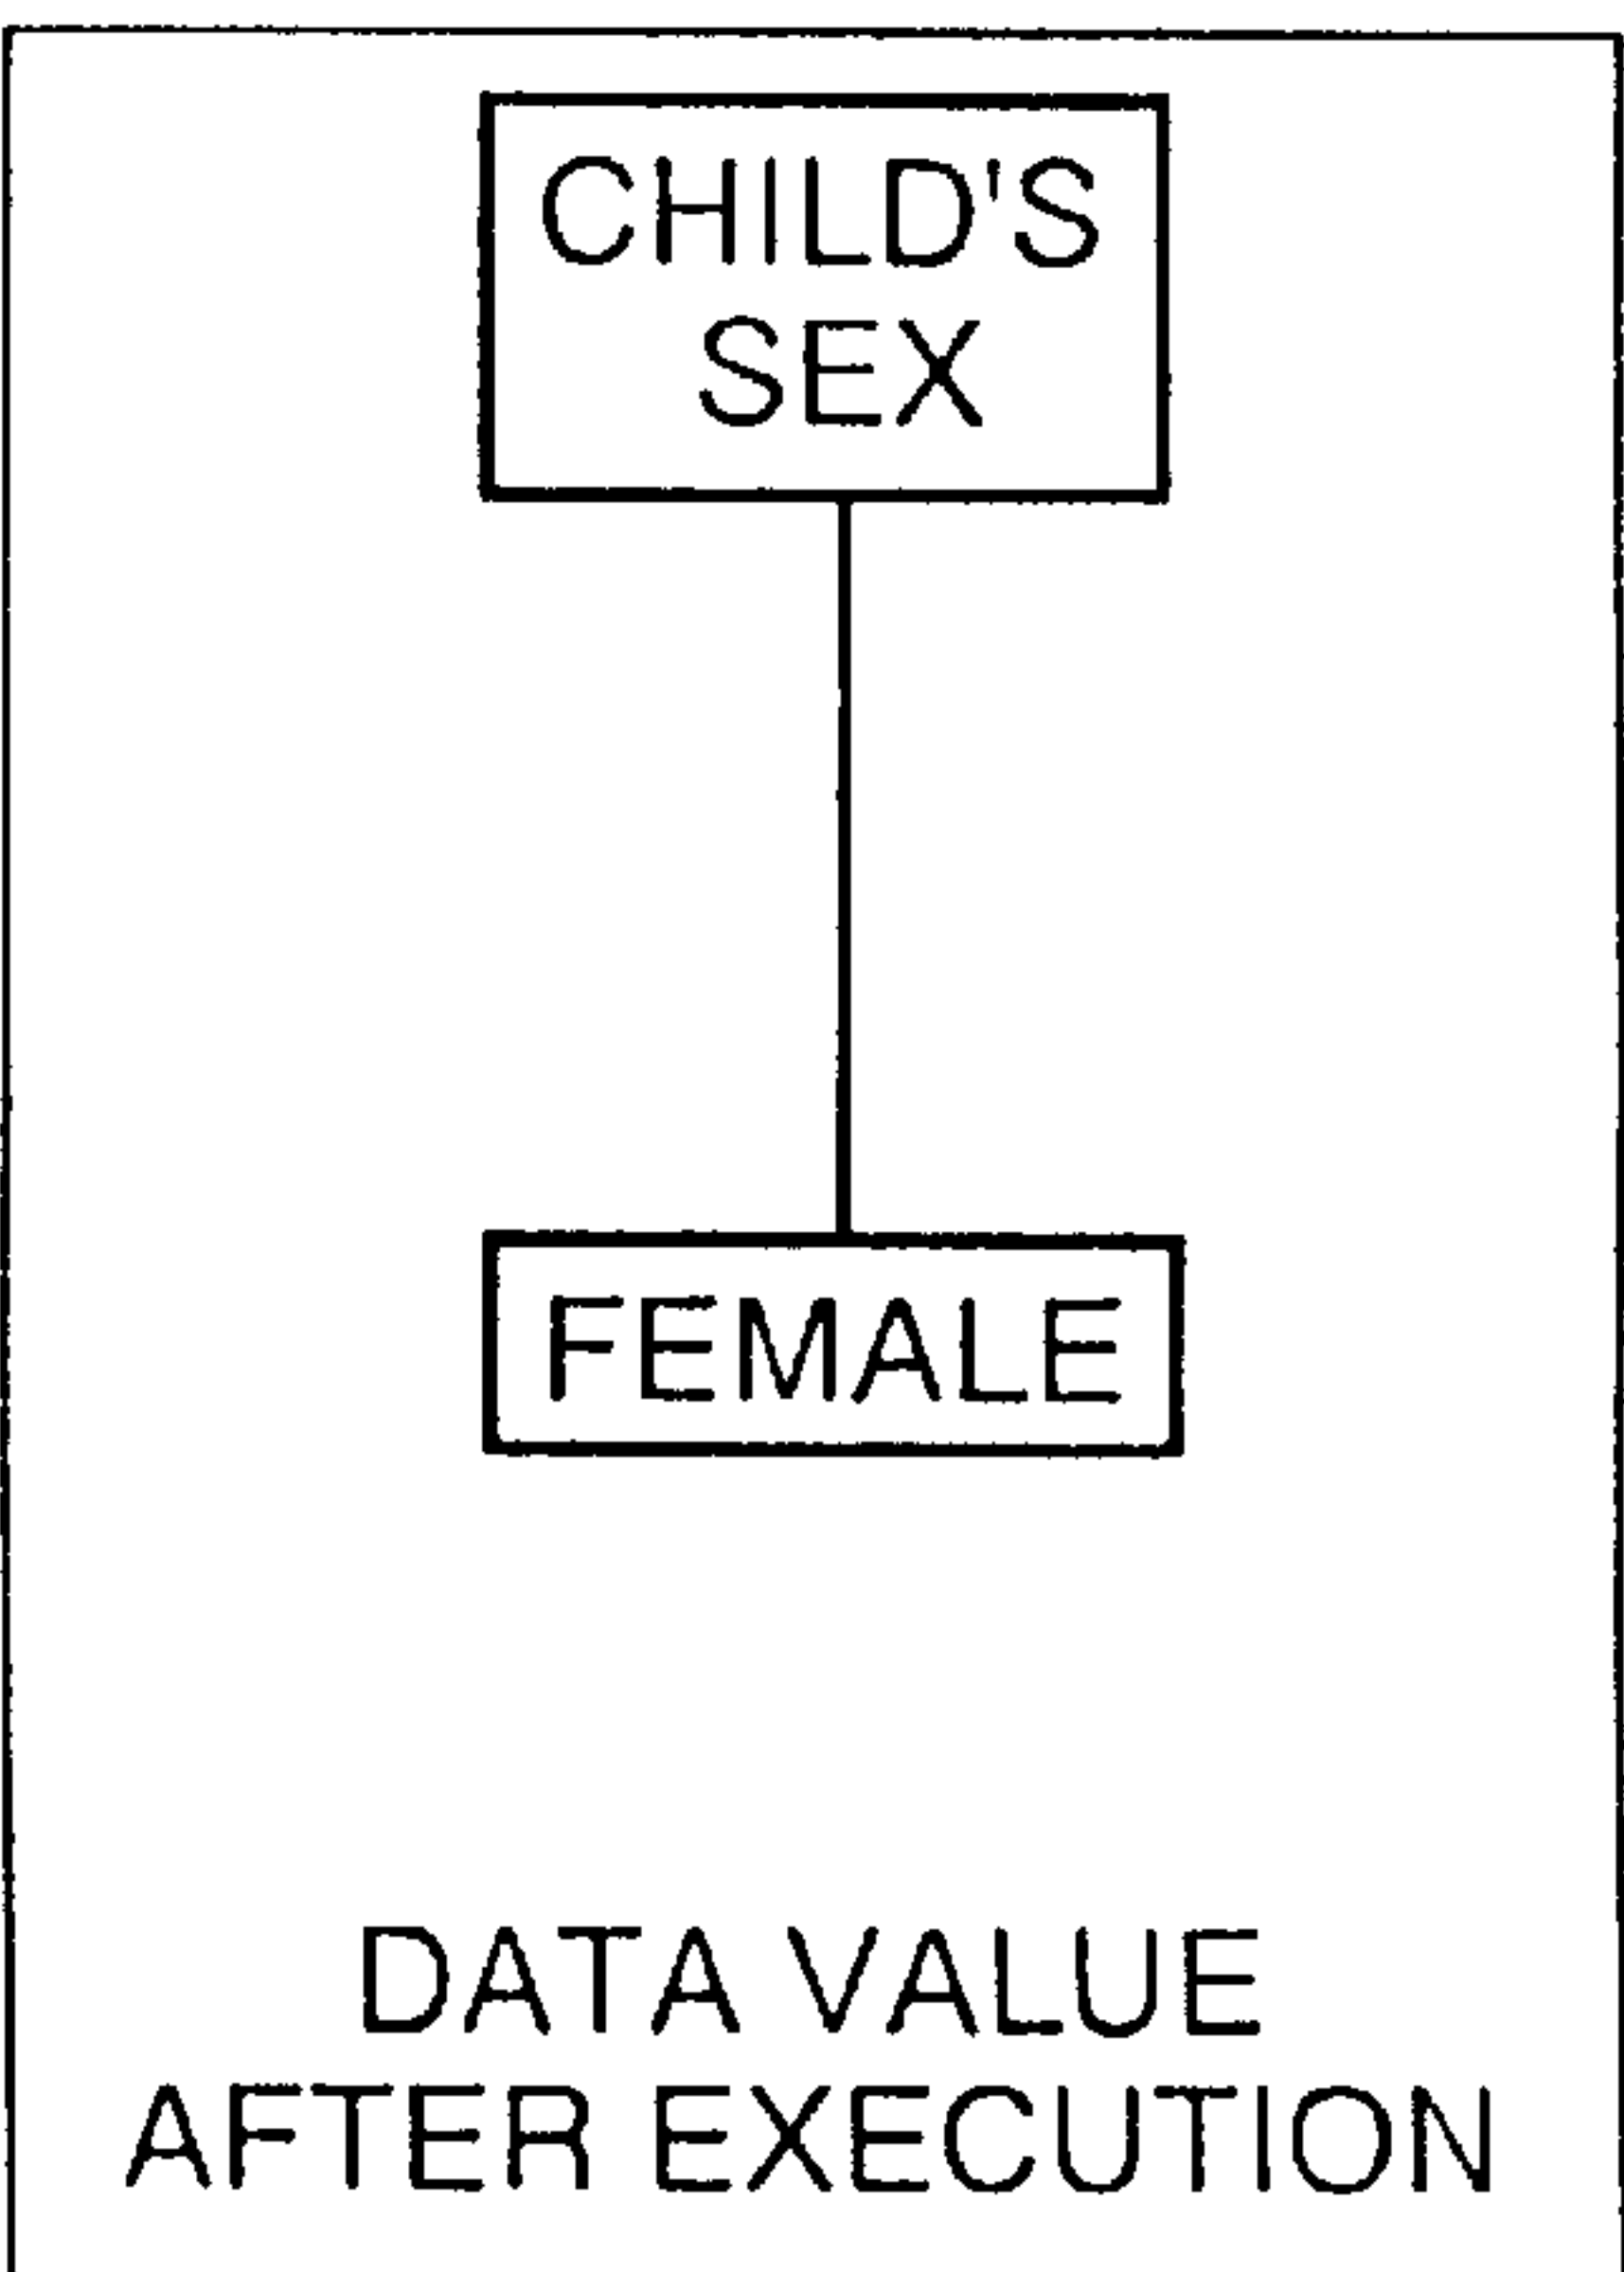 CHILD'S
SEX
FEMALE
DATA VALUE
AFTER EXECUTION